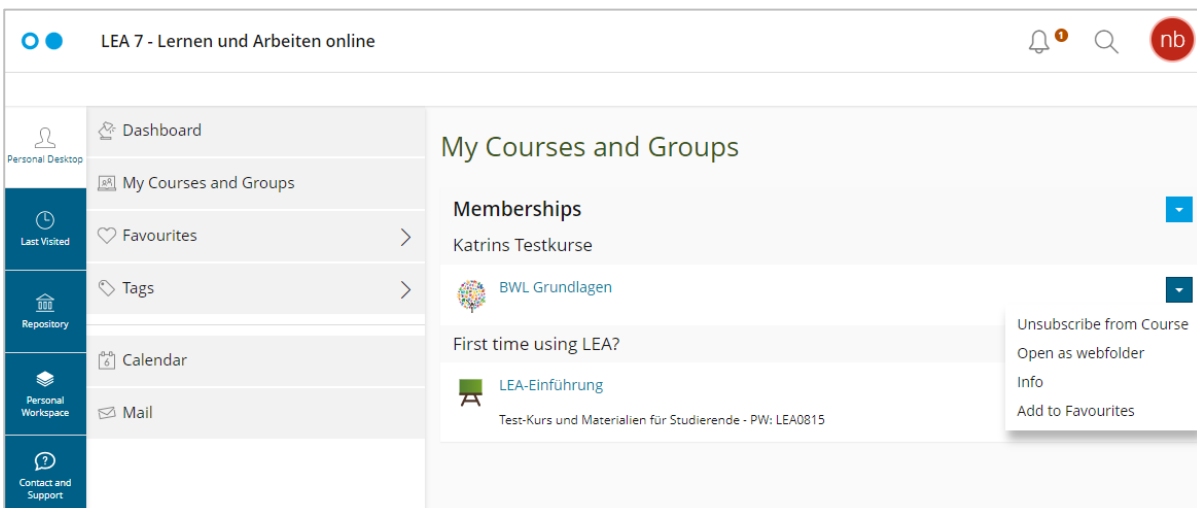 LEA 7 - Lernen und Arbeiten online
1
nb
Personal Desktop
Last Visited
Repository
Personal
Workspace
Contact and
Support
Dashboard
My Courses and Groups
Favourites
Tags
Calendar
Mail
My Courses and Groups
Memberships
Katrins Testkurse
BWL Grundlagen
Unsubscribe from Course
Open as webfolder
Info
Add to Favourites
First time using LEA?
LEA-Einführung
Test-Kurs und Materialien für Studierende - PW: LEA0815